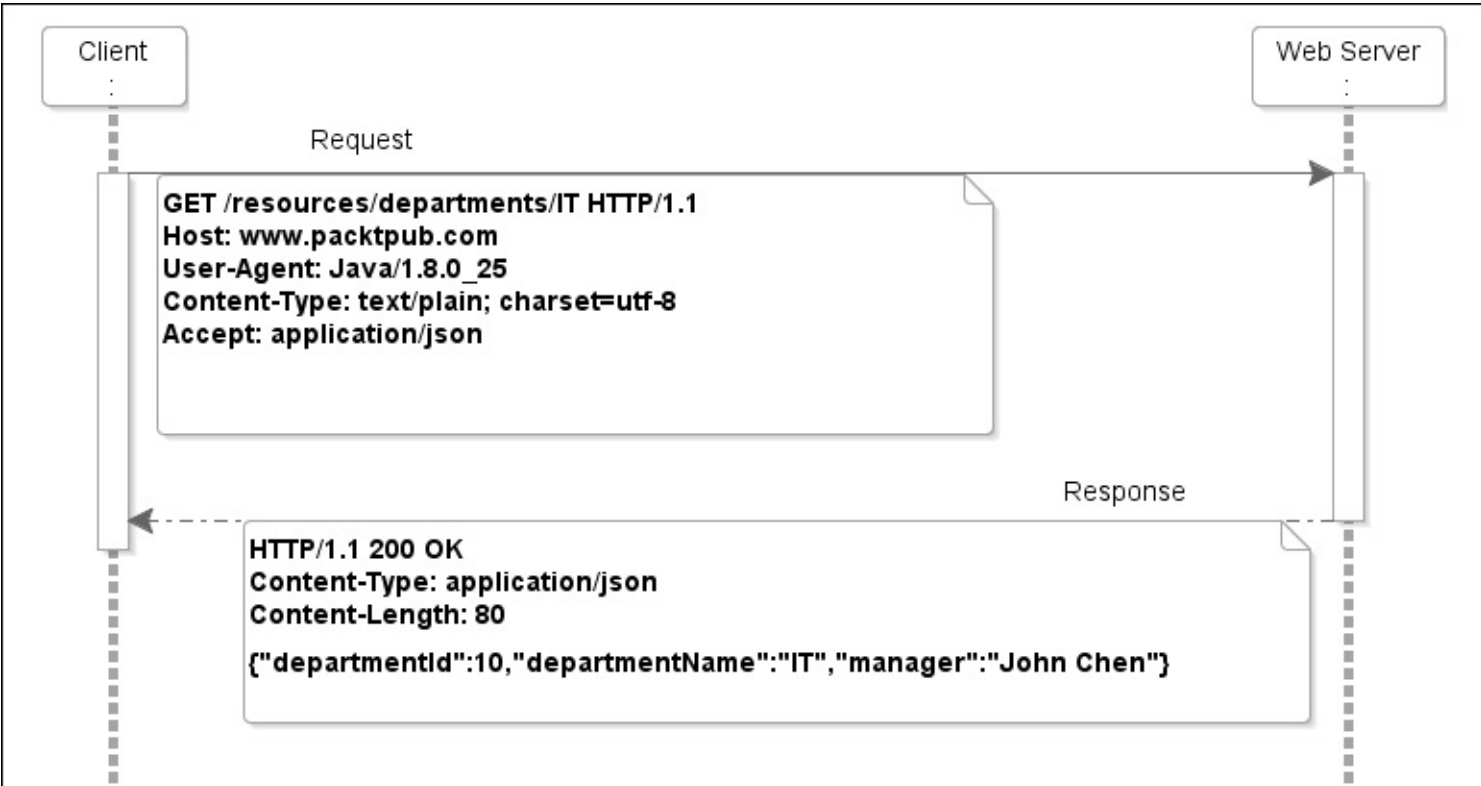 Client
:
Web Server
:
Request
GET /resources/departments/IT HTTP/1.1
Host: www.packtpub.com
User-Agent: Java/1.8.0_25
Content-Type: text/plain; charset=utf-8
Accept: application/json
Response
HTTP/1.1 200 OK
Content-Type: application/json
Content-Length: 80
{"departmentId":10,"departmentName":"IT","manager":"John Chen"}